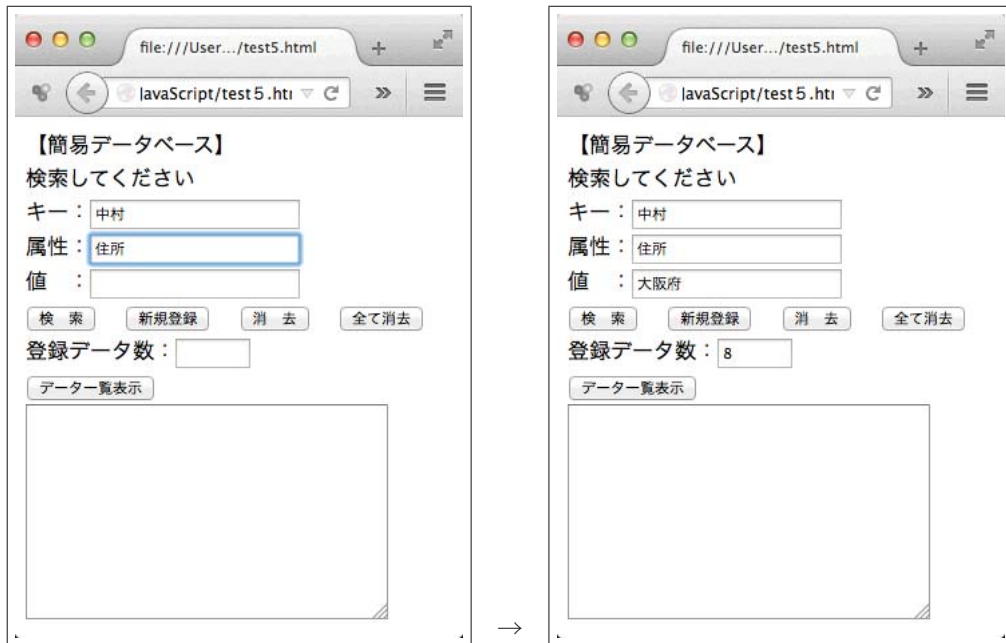 file:///User.../test5.html
JavaScript/test5.htm
【簡易データベース】
検索してください
キー：中村
属性：住所
値　：
検　索　新規登録　消　去　全て消去
登録データ数：
データ一覧表示
→
file:///User.../test5.html
JavaScript/test5.htm
【簡易データベース】
検索してください
キー：中村
属性：住所
値　：大阪府
検　索　新規登録　消　去　全て消去
登録データ数：8
データ一覧表示